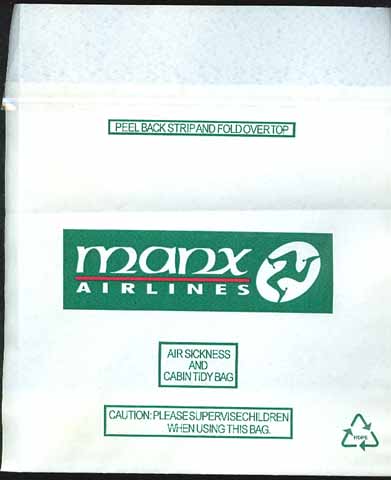 PEEL BACK STRIP AND FOLD OVER TOP
manx
AIRLINES
AIR SICKNESS
AND
CABIN TIDY BAG
CAUTION: PLEASE SUPERVISE CHILDREN
WHEN USING THIS BAG.
HDPE